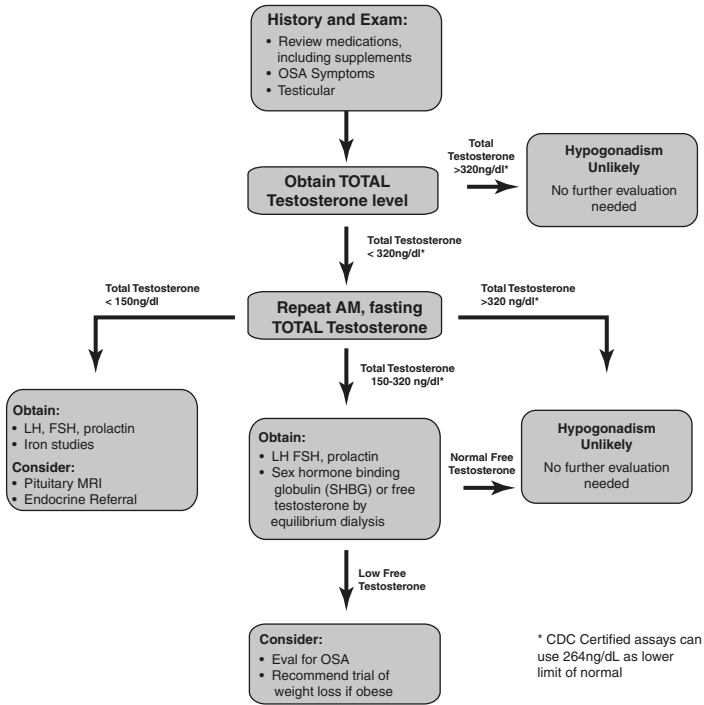 History and Exam:
• Review medications,
including supplements
• OSA Symptoms
• Testicular
Total
Testosterone
>320ng/dl*
Hypogonadism
Unlikely
No further evaluation
needed
Obtain TOTAL
Testosterone level
Total Testosterone
< 320ng/dl*
Total Testosterone
< 150ng/dl
Repeat AM, fasting
TOTAL Testosterone
Total Testosterone
>320 ng/dl*
Total Testosterone
150-320 ng/dl*
Obtain:
• LH, FSH, prolactin
• Iron studies
Consider:
• Pituitary MRI
• Endocrine Referral
Obtain:
• LH FSH, prolactin
• Sex hormone binding
globulin (SHBG) or free
testosterone by
equilibrium dialysis
Normal Free
Testosterone
Hypogonadism
Unlikely
No further evaluation
needed
Low Free
Testosterone
Consider:
• Eval for OSA
• Recommend trial of
weight loss if obese
* CDC Certified assays can
use 264ng/dL as lower
limit of normal